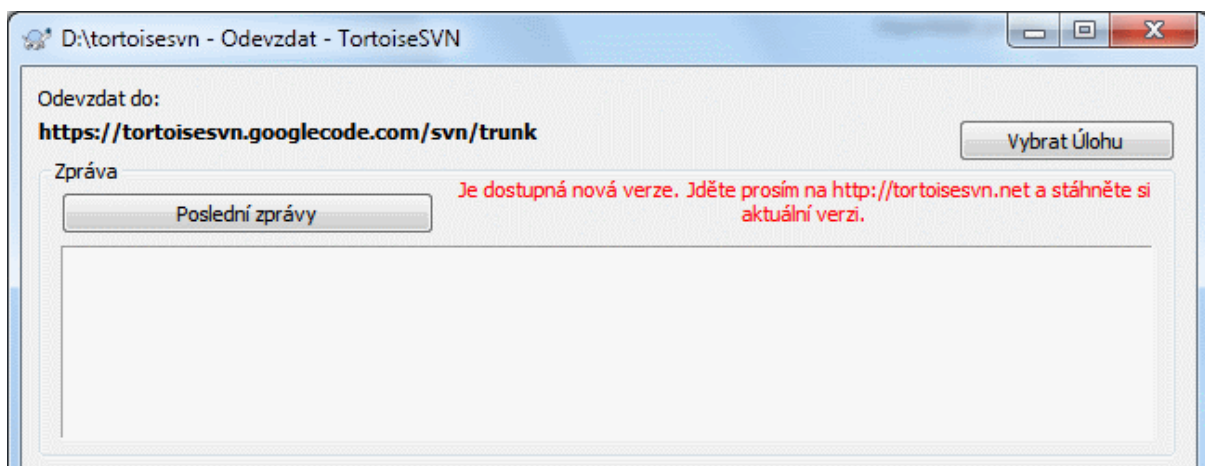 D:\tortoisesvn - Odevzdat - TortoiseSVN
Odevzdat do:
https://tortoisesvn.googlecode.com/svn/trunk
Vybrat Úlohu
Zpráva
Je dostupná nová verze. Jděte prosím na http://tortoisesvn.net a stáhněte si
aktuální verzi.
Poslední zprávy